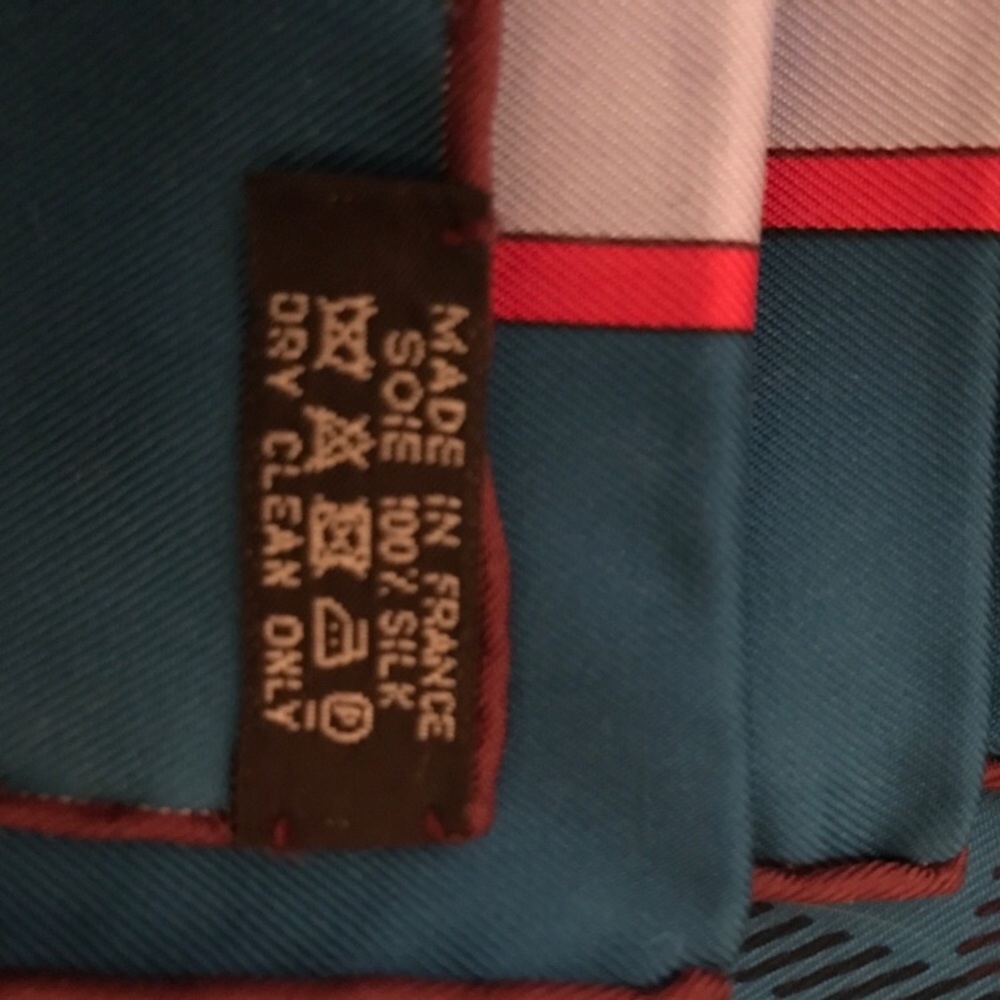 MADE IN FRANCE
SOIE 100% SILK
P
DRY CLEAN ONLY